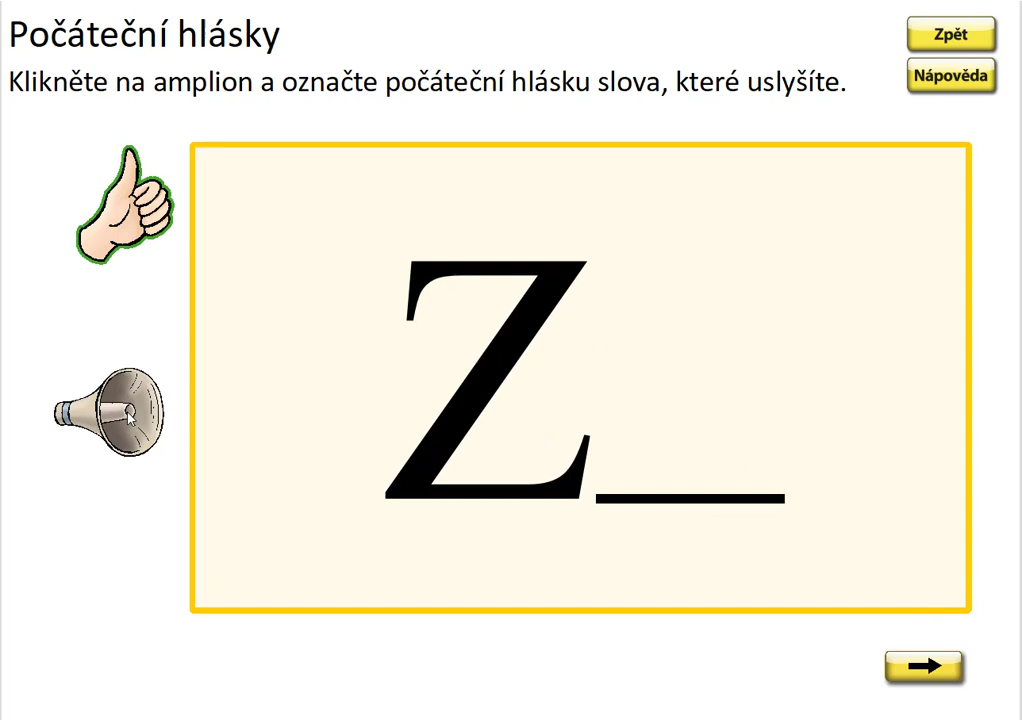 Počáteční hlásky
Klikněte na amplion a označte počáteční hlásku slova, které uslyšíte.
Zpět
Nápověda
Z_